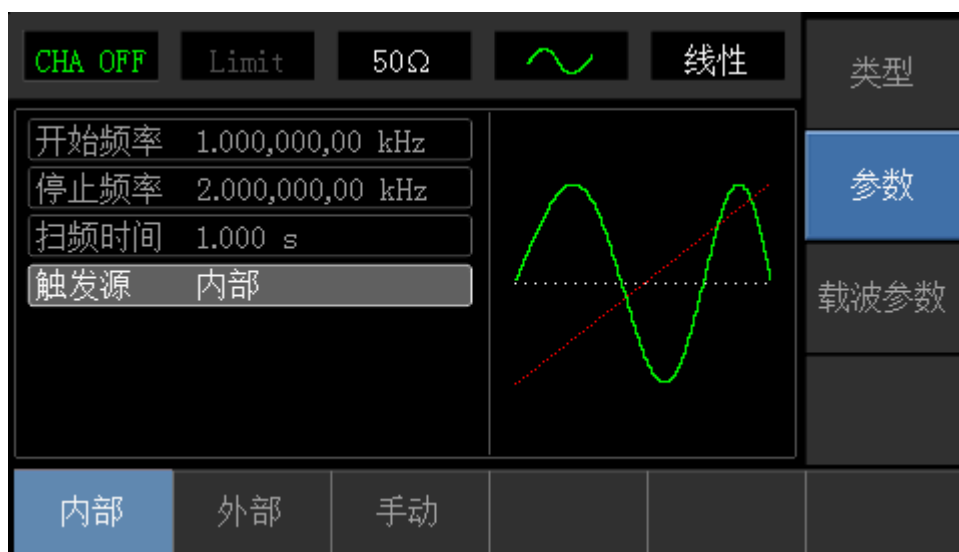 CHA OFF Limit 50Ω 线性 类型
开始频率 1.000,000,00 kHz
停止频率 2.000,000,00 kHz
参数
扫频时间 1.000 s
触发源 内部
载波参数
内部 外部 手动